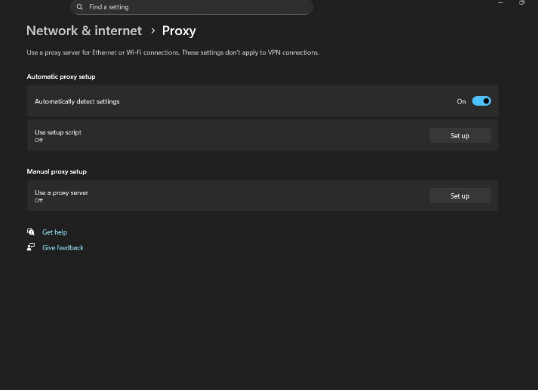 Find a setting
Network & internet › Proxy
Use a proxy server for Ethernet or Wi-Fi connections. These settings don't apply to VPN connections.
Automatic proxy setup
Automatically detect settings
On
Use setup script
Off
Set up
Manual proxy setup
Use a proxy server
Off
Set up
Get help
Give feedback